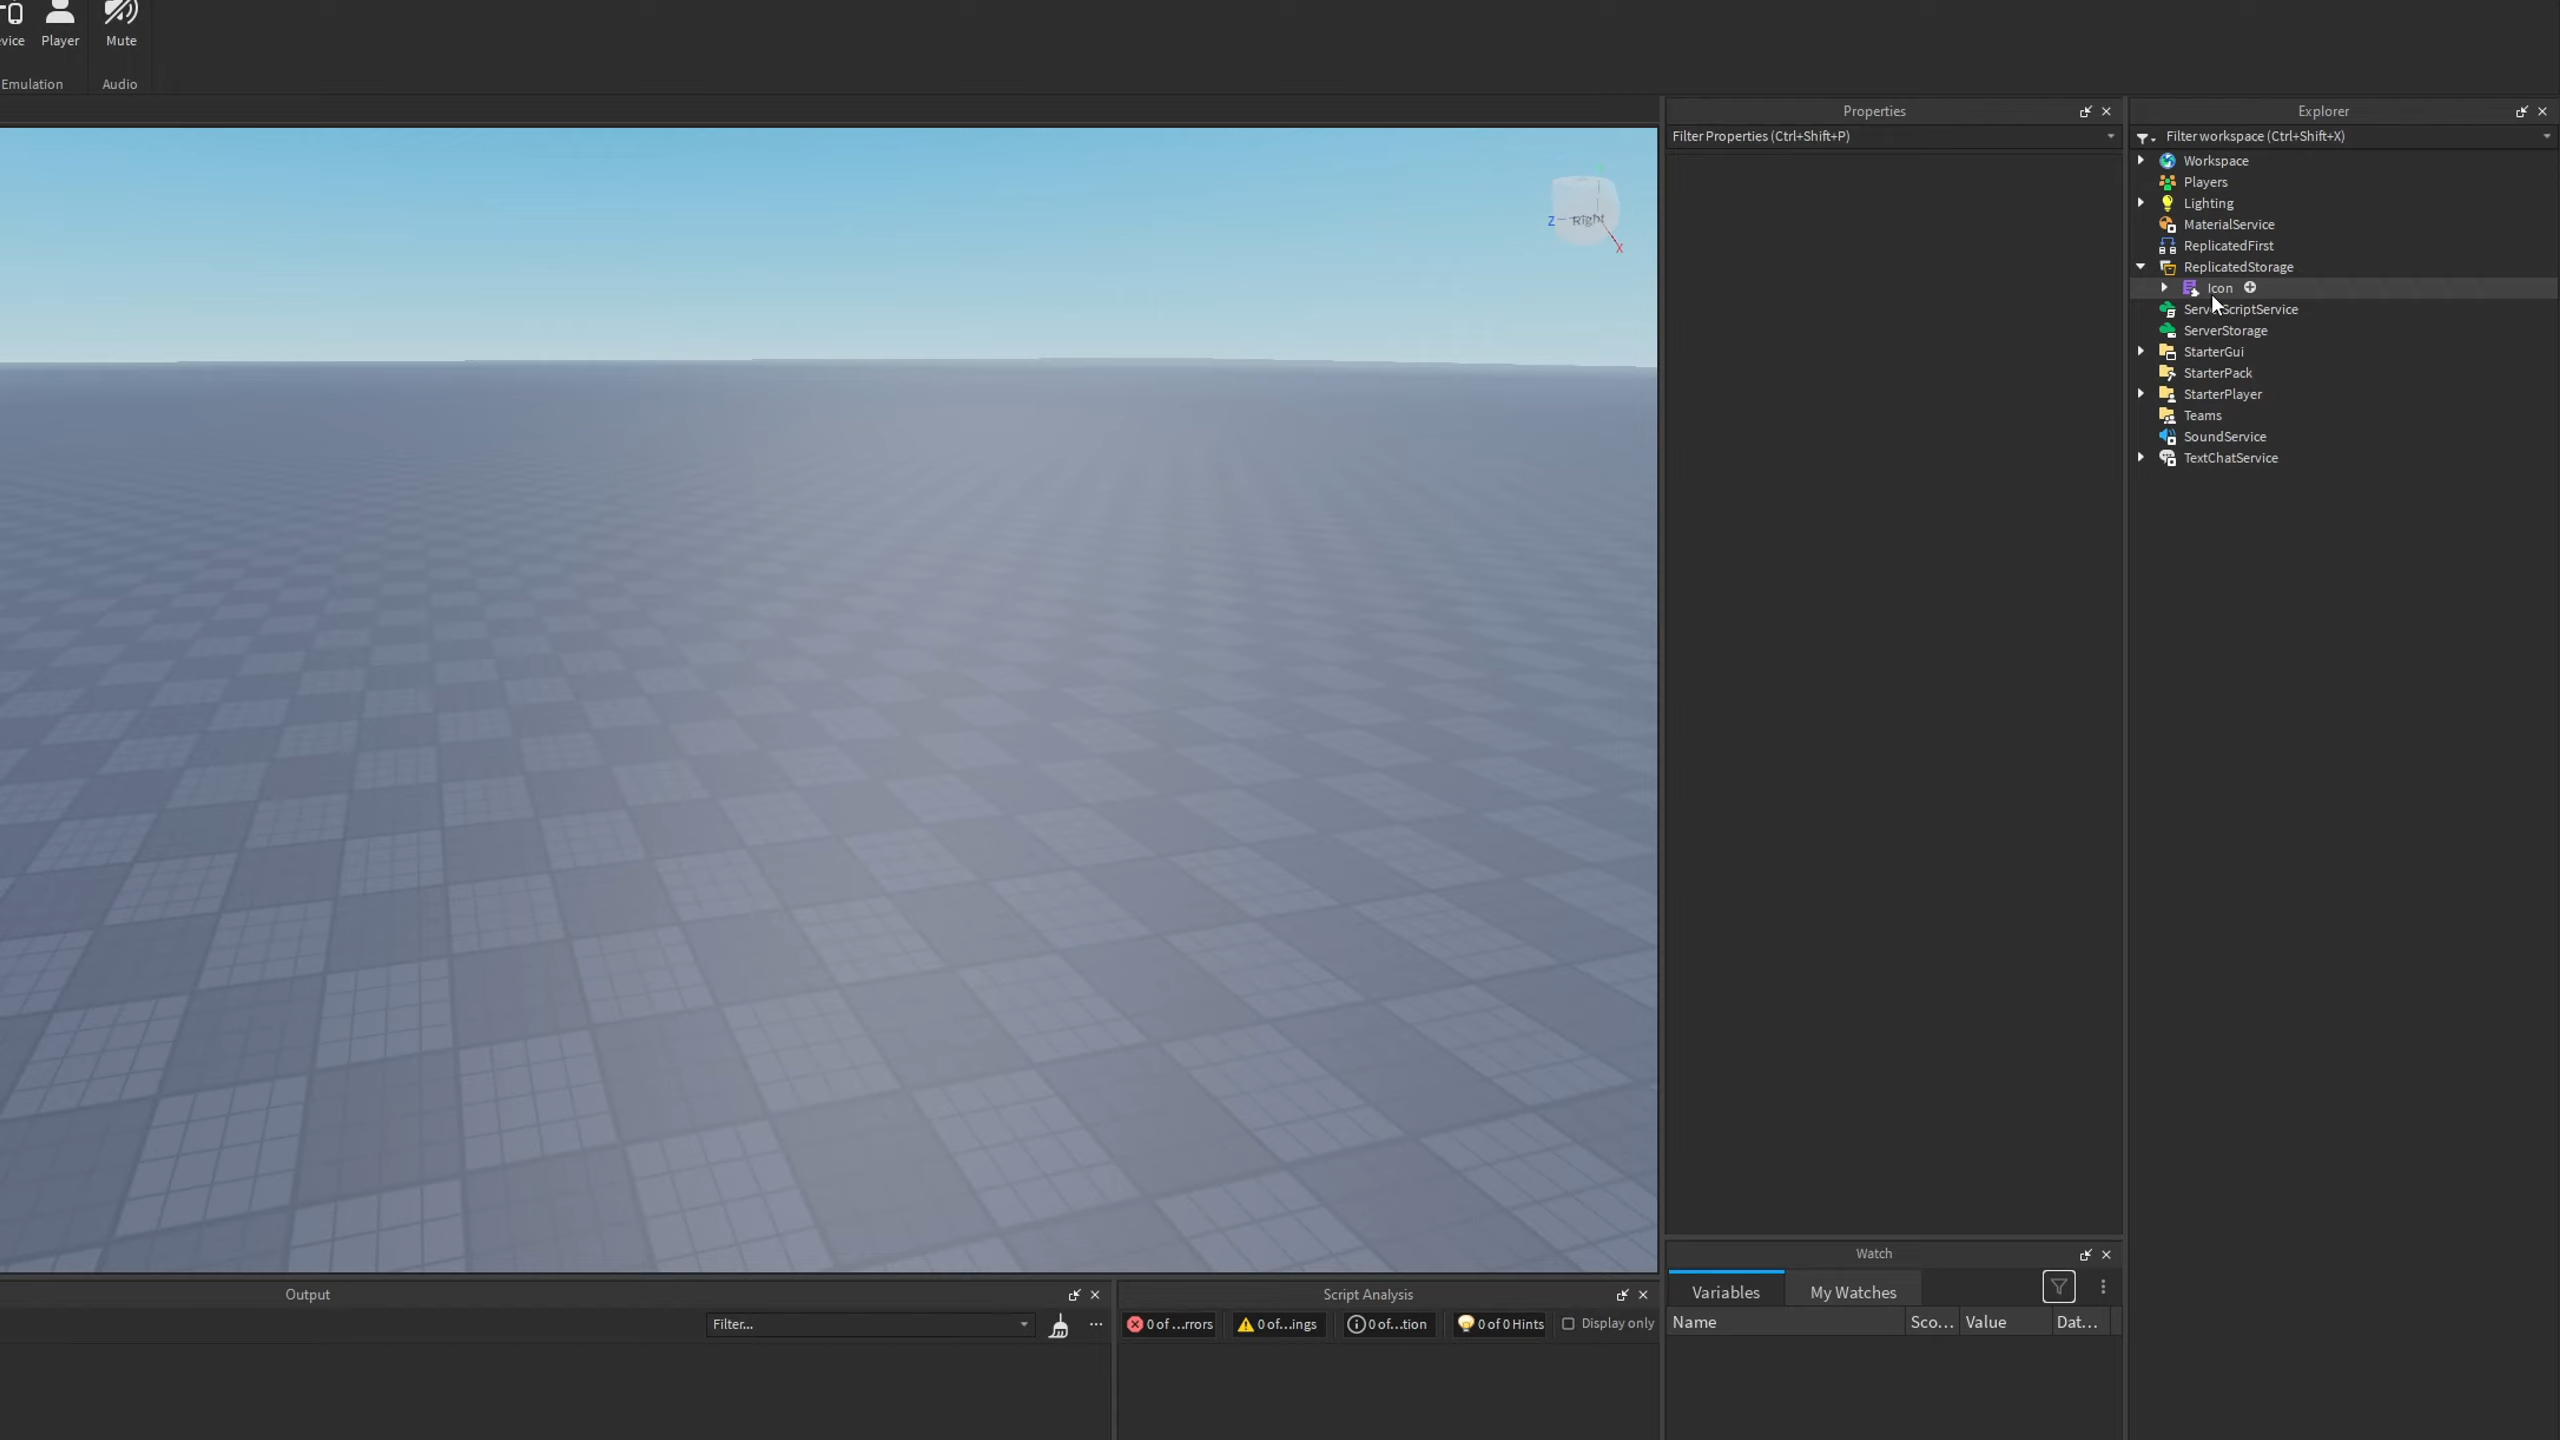 evice Player Mute
Emulation Audio
Right
Z
X
Properties
Filter Properties (Ctrl+Shift+P)
Explorer
Filter workspace (Ctrl+Shift+X)
Workspace
Players
Lighting
MaterialService
ReplicatedFirst
ReplicatedStorage
Icon
ServerScriptService
ServerStorage
StarterGui
StarterPack
StarterPlayer
Teams
SoundService
TextChatService
Output
Filter...
Script Analysis
0 of ...rrors 0 of...ings 0 of...tion 0 of 0 Hints Display only
Watch
Variables My Watches
Name Sco... Value Dat...